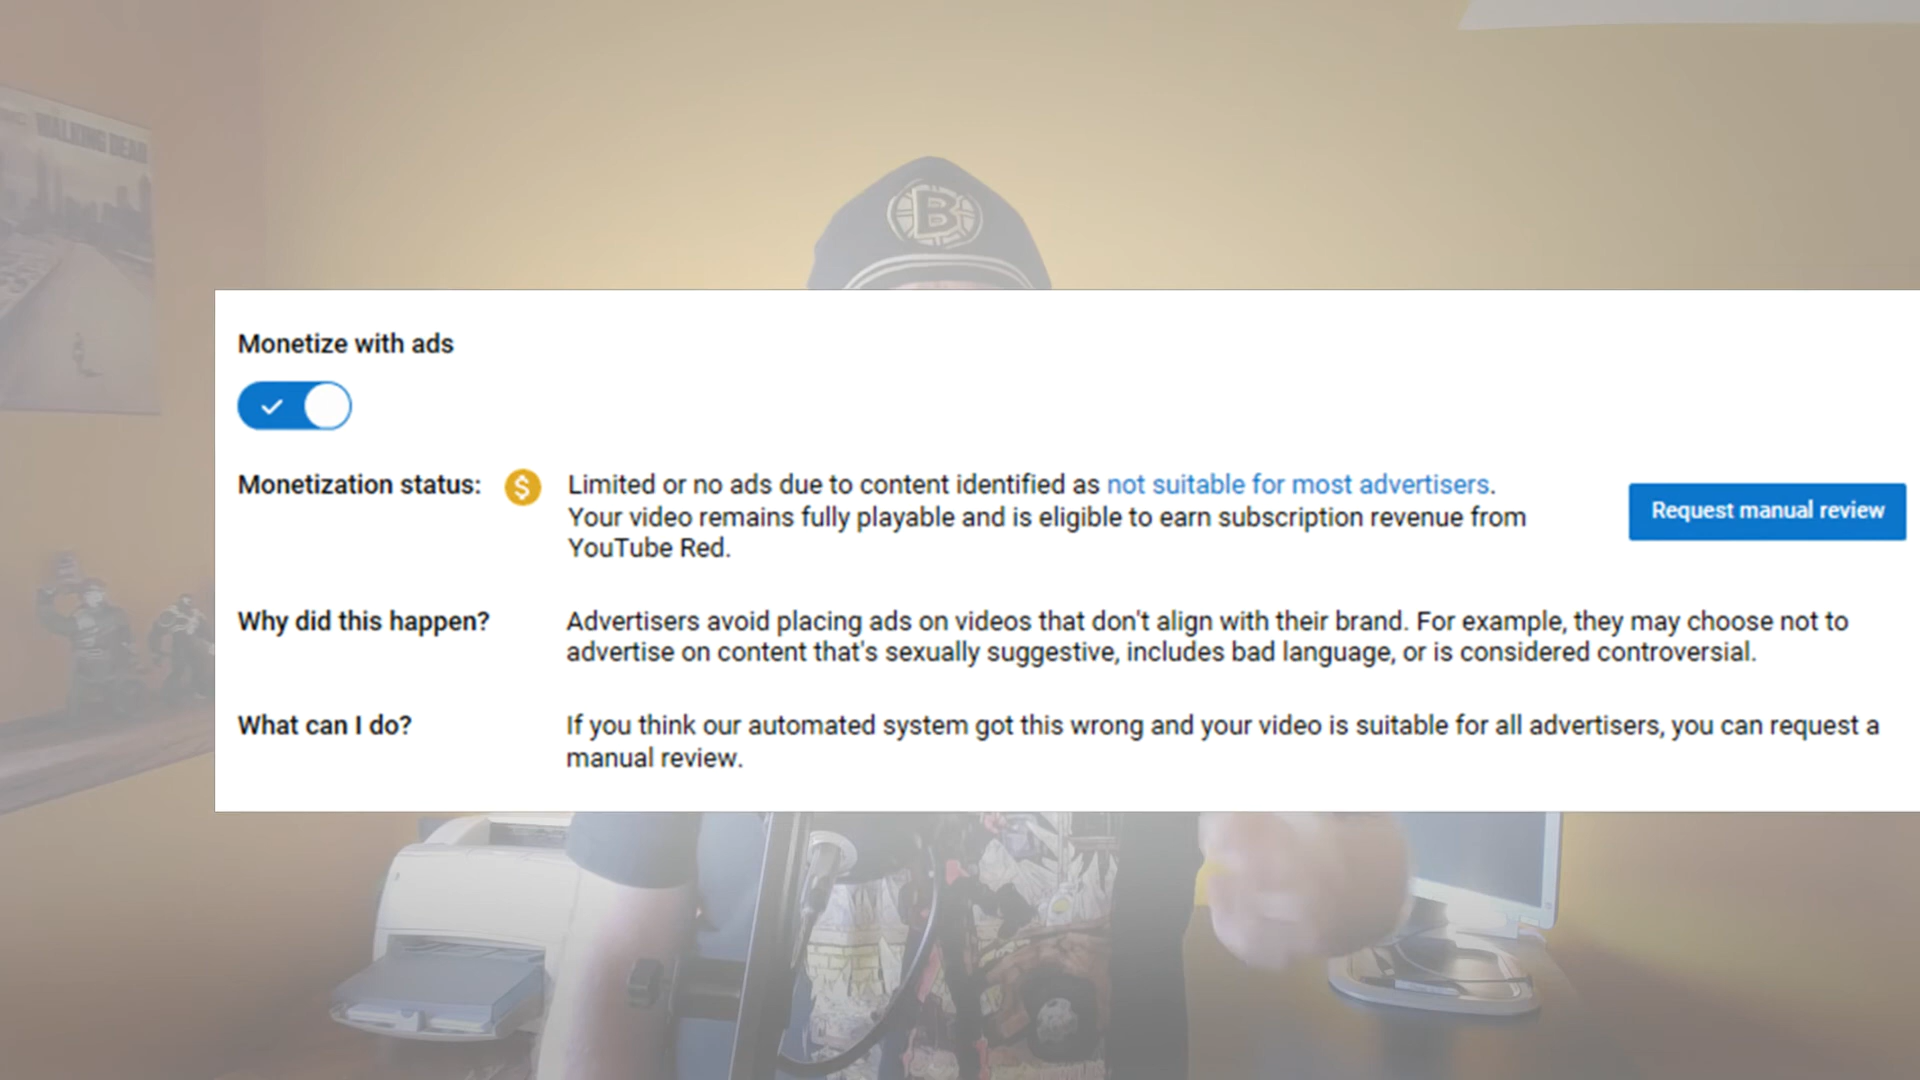 WALKING DEAD
B
Monetize with ads
Monetization status:
$
Limited or no ads due to content identified as not suitable for most advertisers.
Your video remains fully playable and is eligible to earn subscription revenue from
YouTube Red.
Request manual review
Why did this happen?
Advertisers avoid placing ads on videos that don't align with their brand. For example, they may choose not to
advertise on content that's sexually suggestive, includes bad language, or is considered controversial.
What can I do?
If you think our automated system got this wrong and your video is suitable for all advertisers, you can request a
manual review.